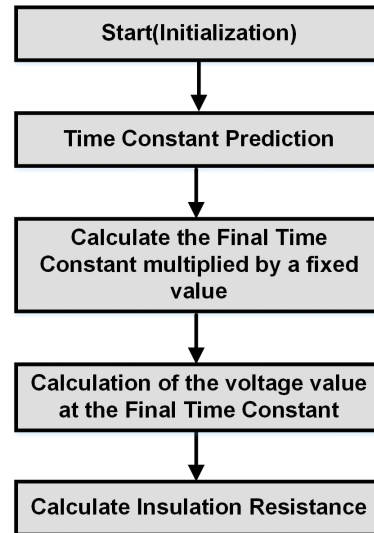 Start(Initialization)
Time Constant Prediction
Calculate the Final Time
Constant multiplied by a fixed
value
Calculation of the voltage value
at the Final Time Constant
Calculate Insulation Resistance